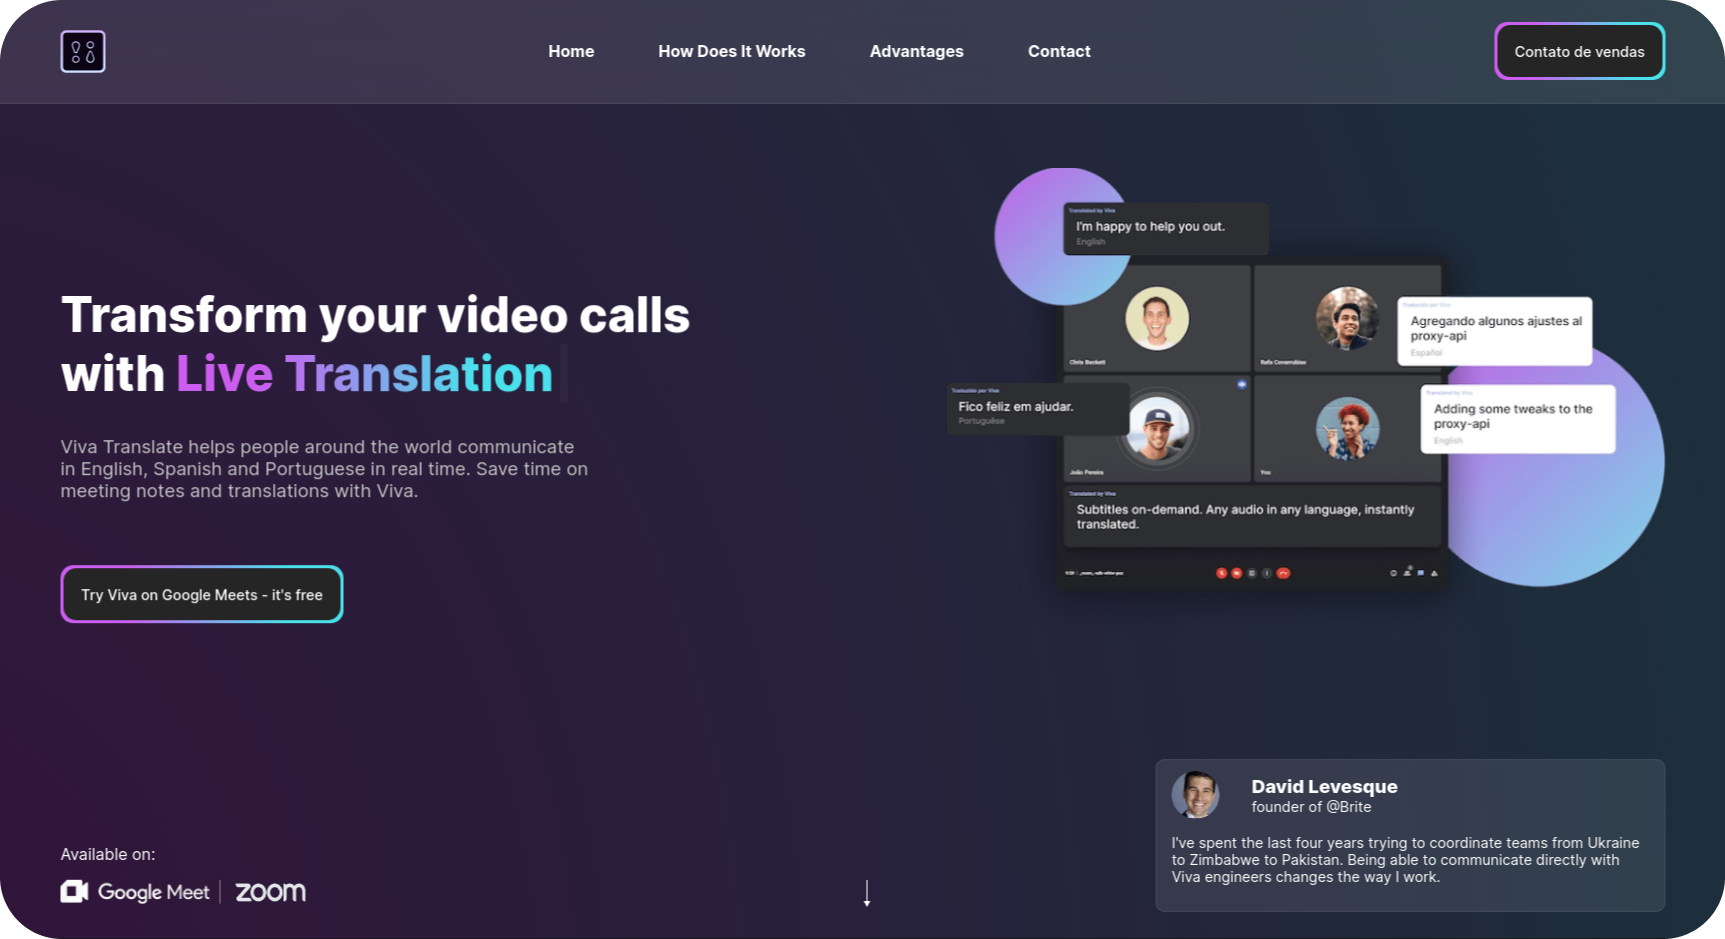 Home
How Does It Works
Advantages
Contact
Contato de vendas
Transform your video calls
with Live Translation
Viva Translate helps people around the world communicate
in English, Spanish and Portuguese in real time. Save time on
meeting notes and translations with Viva.
Try Viva on Google Meets - it's free
Translated by Viva
I'm happy to help you out.
English
Chris Beckett
Rafa Covarrubias
Traducido por Viva
Agregando algunos ajustes al
proxy-api
Español
Traduzido por Viva
Fico feliz em ajudar.
Portuguêse
Translated by Viva
Adding some tweaks to the
proxy-api
English
João Pereira
You
Translated by Viva
Subtitles on-demand. Any audio in any language, instantly
translated.
David Levesque
founder of @Brite
I've spent the last four years trying to coordinate teams from Ukraine
to Zimbabwe to Pakistan. Being able to communicate directly with
Viva engineers changes the way I work.
Available on:
Google Meet
zoom